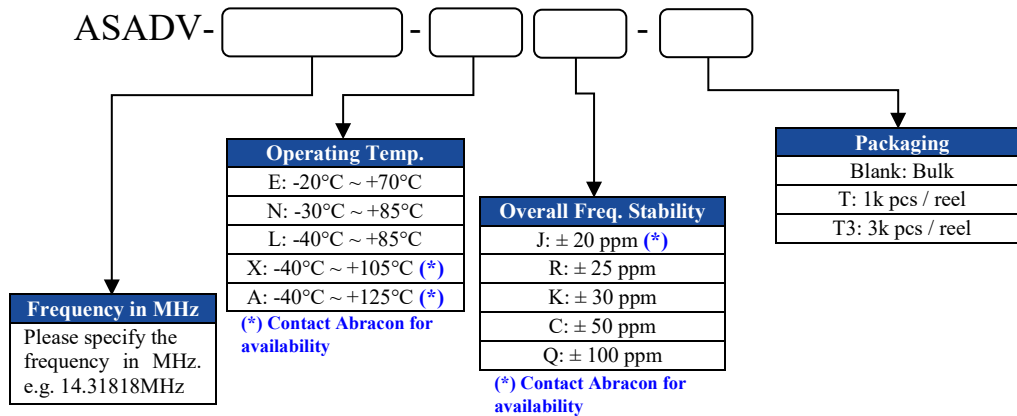 ASADV- - -
Operating Temp.
E: -20°C ~ +70°C
N: -30°C ~ +85°C
L: -40°C ~ +85°C
X: -40°C ~ +105°C (*)
A: -40°C ~ +125°C (*)
(*) Contact Abracon for
availability
Packaging
Blank: Bulk
T: 1k pcs / reel
T3: 3k pcs / reel
Overall Freq. Stability
J: ± 20 ppm (*)
R: ± 25 ppm
K: ± 30 ppm
C: ± 50 ppm
Q: ± 100 ppm
(*) Contact Abracon for
availability
Frequency in MHz
Please specify the
frequency in MHz.
e.g. 14.31818MHz